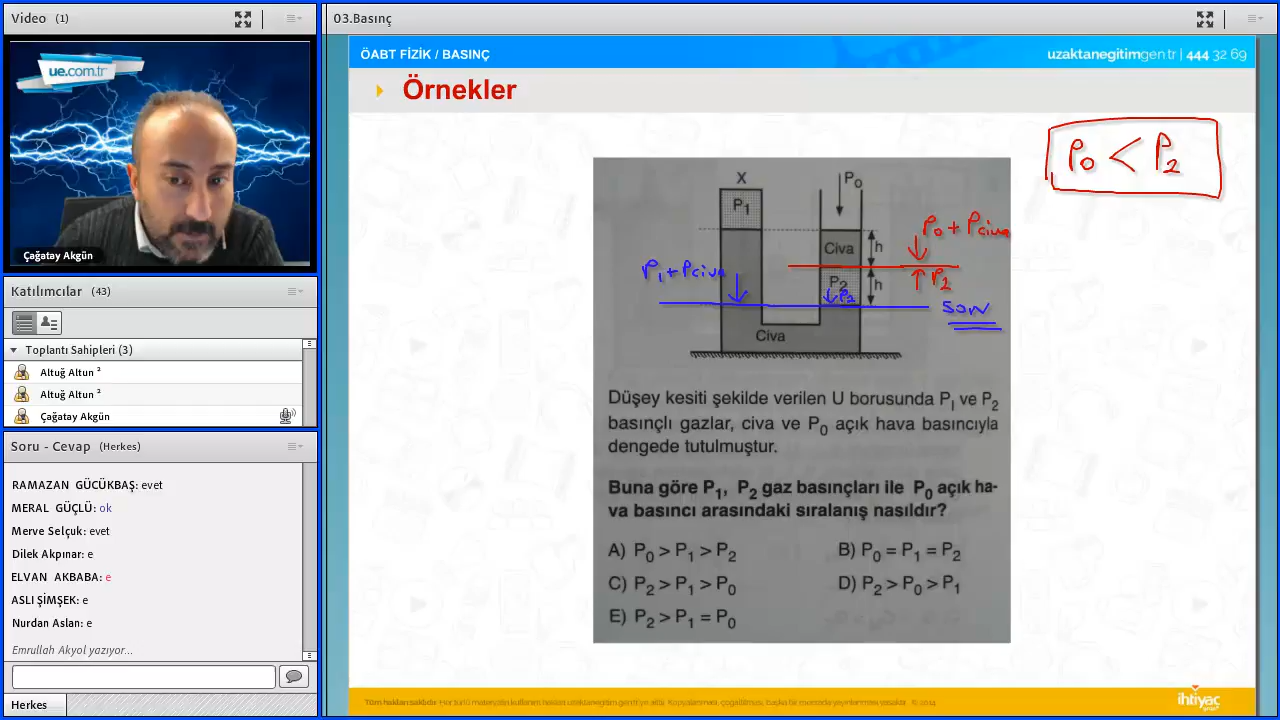 Video (1)
ue.com.tr
Çağatay Akgün
Katılımcılar (43)
Toplantı Sahipleri (3)
Altuğ Altun ²
Altuğ Altun ²
Çağatay Akgün
Soru - Cevap (Herkes)
RAMAZAN GÜCÜKBAŞ: evet
MERAL GÜÇLÜ: ok
Merve Selçuk: evet
Dilek Akpınar: e
ELVAN AKBABA: e
ASLI ŞİMŞEK: e
Nurdan Aslan: e
Emrullah Akyol yazıyor...
Herkes
03.Basınç
ÖABT FİZİK / BASINÇ
uzaktanegitimgen tr | 444 32 69
Örnekler
P₀ < P₂
X
P₁
P₀
Civa
h
P₀ + Pciva
P₁ + Pciva
P₂
P₂
P₂
h
SON
Civa
Düşey kesiti şekilde verilen U borusunda P₁ ve P₂
basınçlı gazlar, civa ve P₀ açık hava basıncıyla
dengede tutulmuştur.
Buna göre P₁, P₂ gaz basınçları ile P₀ açık ha-
va basıncı arasındaki sıralanış nasıldır?
A) P₀ > P₁ > P₂
B) P₀ = P₁ = P₂
C) P₂ > P₁ > P₀
D) P₂ > P₀ > P₁
E) P₂ > P₁ = P₀
Tüm hakları saklıdır.
2014
ihtiyaç